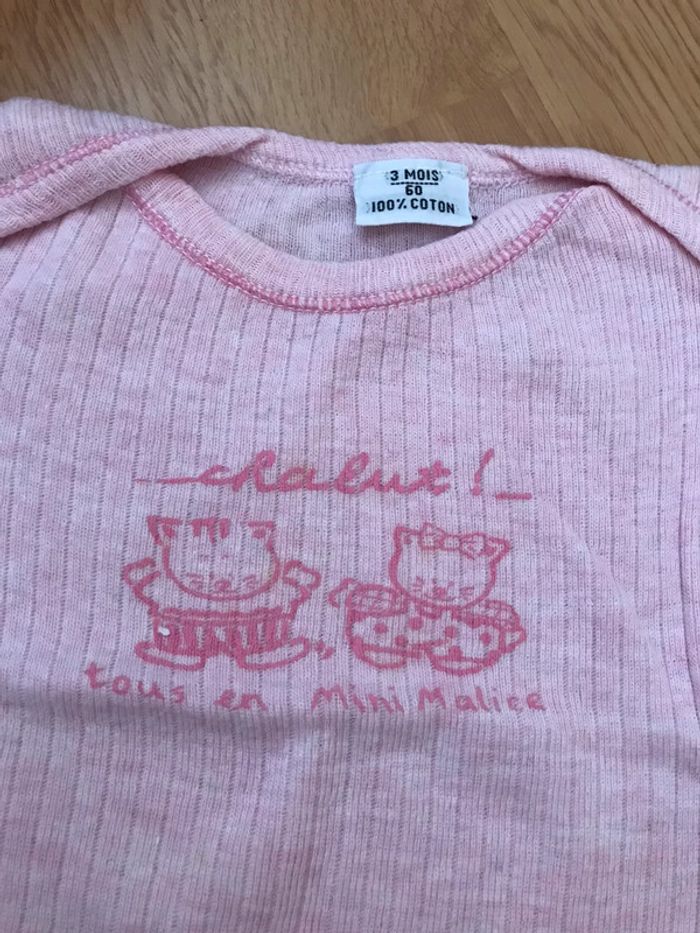 3 MOIS
60
100% COTON
chalut!
tous en Mini Malice